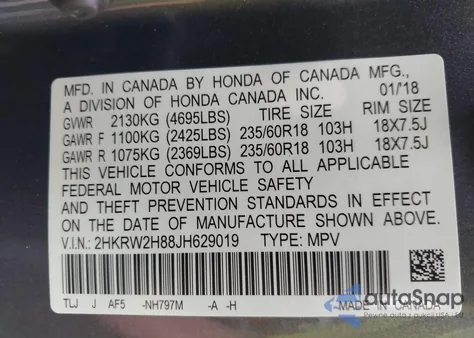 MFD. IN CANADA BY HONDA OF CANADA MFG.,
A DIVISION OF HONDA CANADA INC. 01/18
GVWR 2130KG (4695LBS) TIRE SIZE RIM SIZE
GAWR F 1100KG (2425LBS) 235/60R18 103H 18X7.5J
GAWR R 1075KG (2369LBS) 235/60R18 103H 18X7.5J
THIS VEHICLE CONFORMS TO ALL APPLICABLE
FEDERAL MOTOR VEHICLE SAFETY
AND THEFT PREVENTION STANDARDS IN EFFECT
ON THE DATE OF MANUFACTURE SHOWN ABOVE.
V.I.N: 2HKRW2H88JH629019 TYPE: MPV
TLJ J AF5 -NH797M -A -H MADE IN CANADA
autoSnap
Pewne auto z aukcji